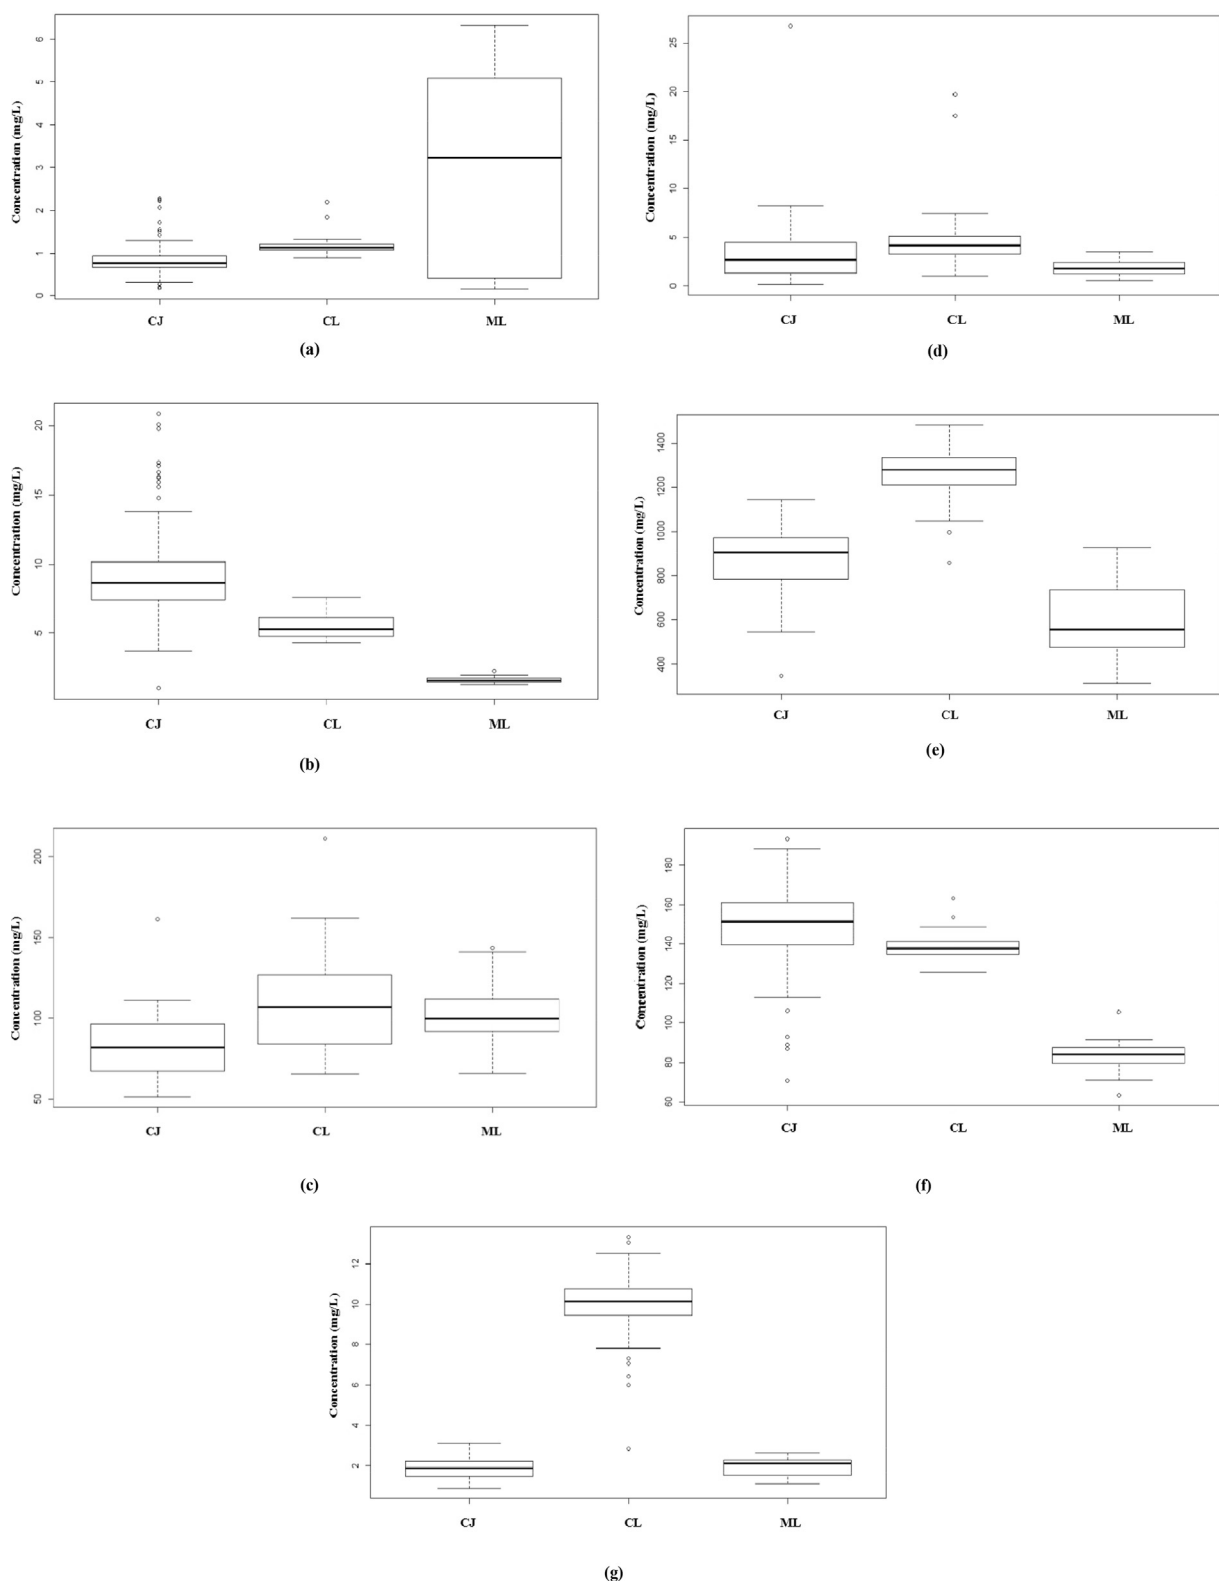 Concentration (mg/L)
0 1 2 3 4 5 6
CJ CL ML
(a)
Concentration (mg/L)
0 5 10 15 20 25
CJ CL ML
(d)
Concentration (mg/L)
5 10 15 20
CJ CL ML
(b)
Concentration (mg/L)
400 600 800 1000 1200 1400
CJ CL ML
(e)
Concentration (mg/L)
50 100 150 200
CJ CL ML
(c)
Concentration (mg/L)
60 80 100 120 140 160 180
CJ CL ML
(f)
Concentration (mg/L)
2 4 6 8 10 12
CJ CL ML
(g)